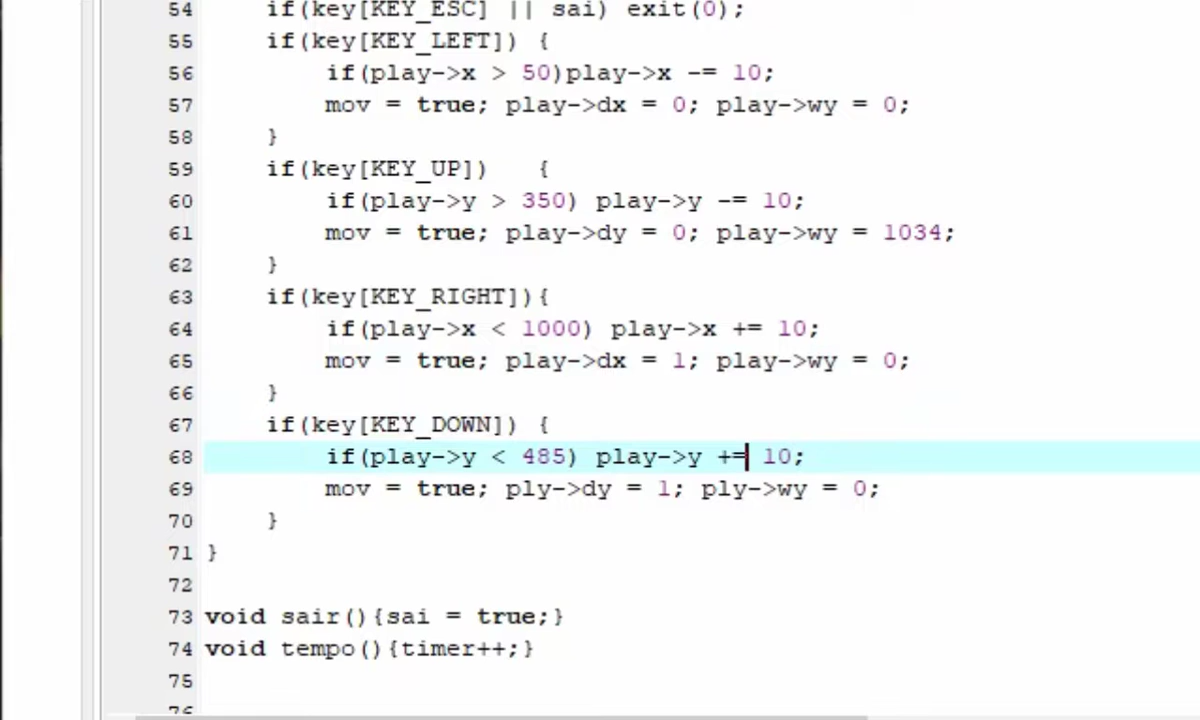 54 if(key[KEY_ESC] || sai) exit(0);
55 if(key[KEY_LEFT]) {
56 if(play->x > 50)play->x -= 10;
57 mov = true; play->dx = 0; play->wy = 0;
58 }
59 if(key[KEY_UP]) {
60 if(play->y > 350) play->y -= 10;
61 mov = true; play->dy = 0; play->wy = 1034;
62 }
63 if(key[KEY_RIGHT]){
64 if(play->x < 1000) play->x += 10;
65 mov = true; play->dx = 1; play->wy = 0;
66 }
67 if(key[KEY_DOWN]) {
68 if(play->y < 485) play->y += 10;
69 mov = true; ply->dy = 1; ply->wy = 0;
70 }
71 }
72
73 void sair(){sai = true;}
74 void tempo(){timer++;}
75
76